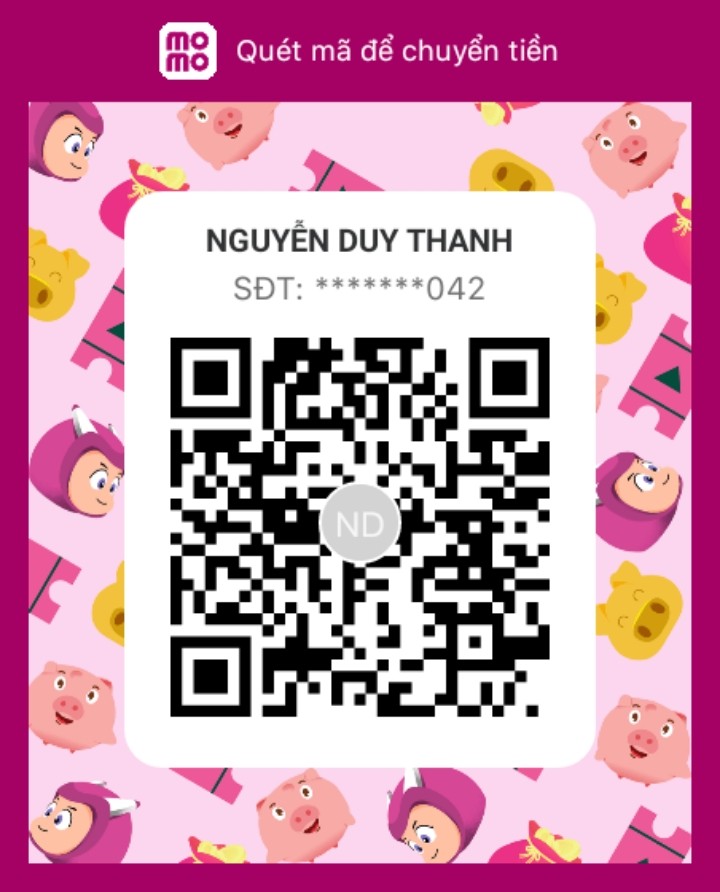 momo
Quét mã để chuyển tiền
NGUYỄN DUY THANH
SĐT: *******042
ND